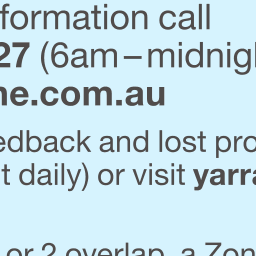 formation call
27 (6am – midnigh
ne.com.au
edback and lost pro
t daily) or visit yarra
or 2 overlap, a Zon